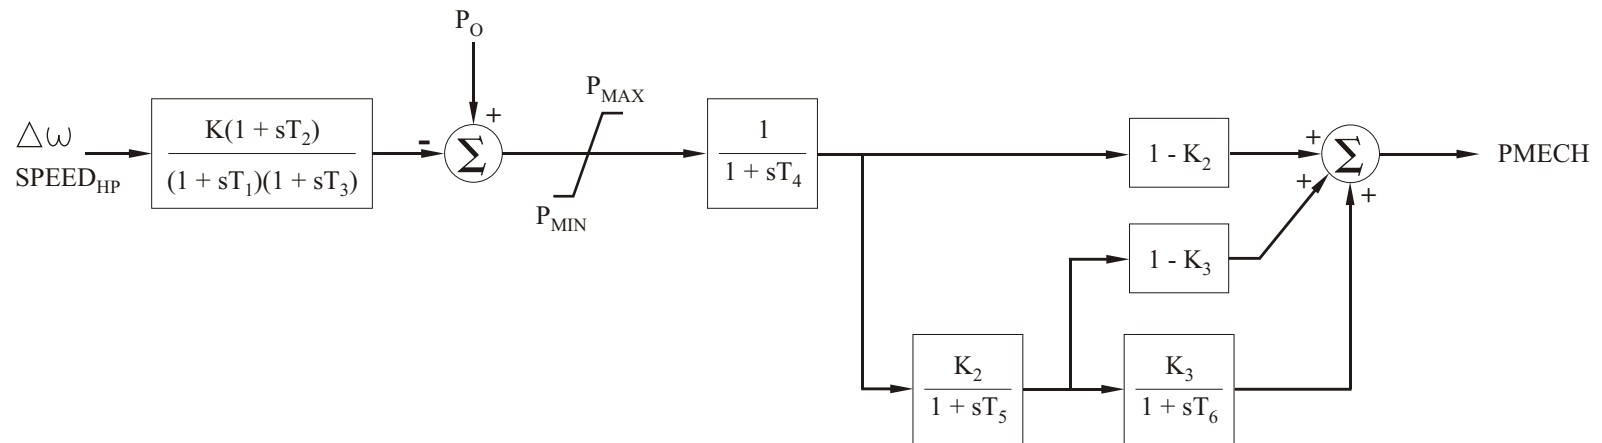 P_O
P_MAX
P_MIN
Δω
SPEED_HP
K(1 + sT_2)
(1 + sT_1)(1 + sT_3)
-
+
Σ
1
1 + sT_4
1 - K_2
+
+
+
Σ
PMECH
1 - K_3
K_2
1 + sT_5
K_3
1 + sT_6